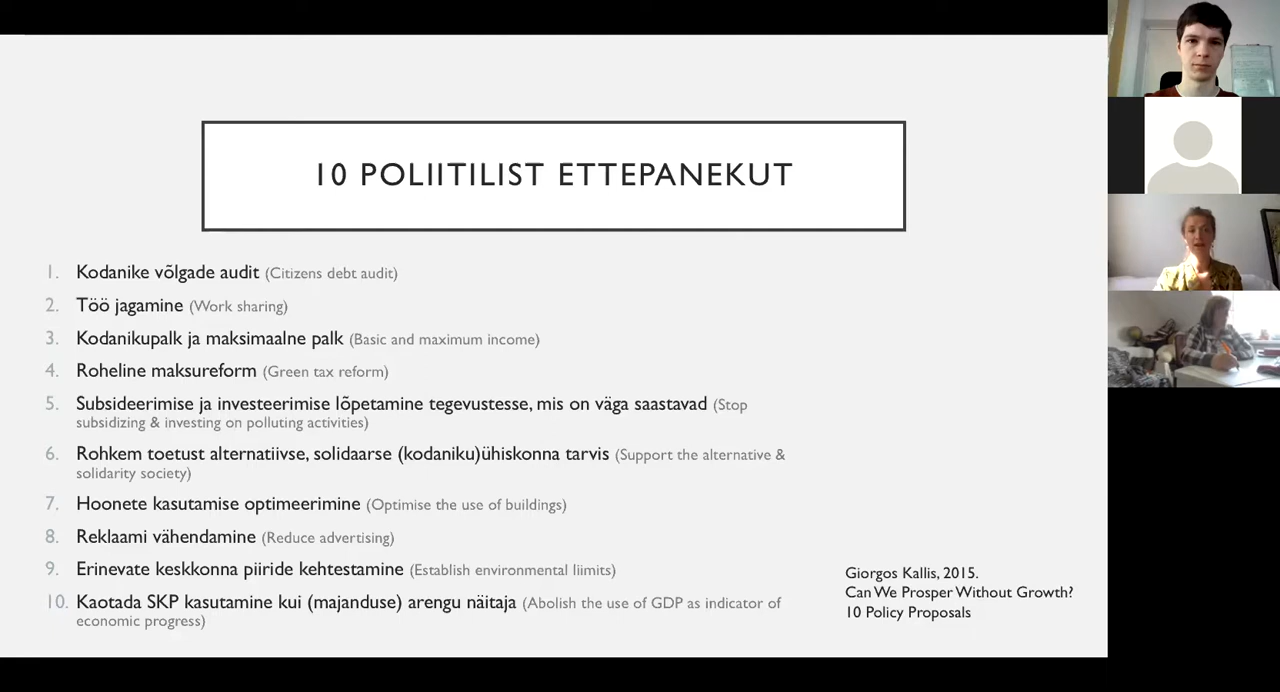 10 POLIITILIST ETTEPANEKUT
1. Kodanike võlgade audit (Citizens debt audit)
2. Töö jagamine (Work sharing)
3. Kodanikupalk ja maksimaalne palk (Basic and maximum income)
4. Roheline maksureform (Green tax reform)
5. Subsideerimise ja investeerimise lõpetamine tegevustesse, mis on väga saastavad (Stop
subsidizing & investing on polluting activities)
6. Rohkem toetust alternatiivse, solidaarse (kodaniku)ühiskonna tarvis (Support the alternative &
solidarity society)
7. Hoonete kasutamise optimeerimine (Optimise the use of buildings)
8. Reklaami vähendamine (Reduce advertising)
9. Erinevate keskkonna piiride kehtestamine (Establish environmental liimits)
10. Kaotada SKP kasutamine kui (majanduse) arengu näitaja (Abolish the use of GDP as indicator of
economic progress)
Giorgos Kallis, 2015.
Can We Prosper Without Growth?
10 Policy Proposals